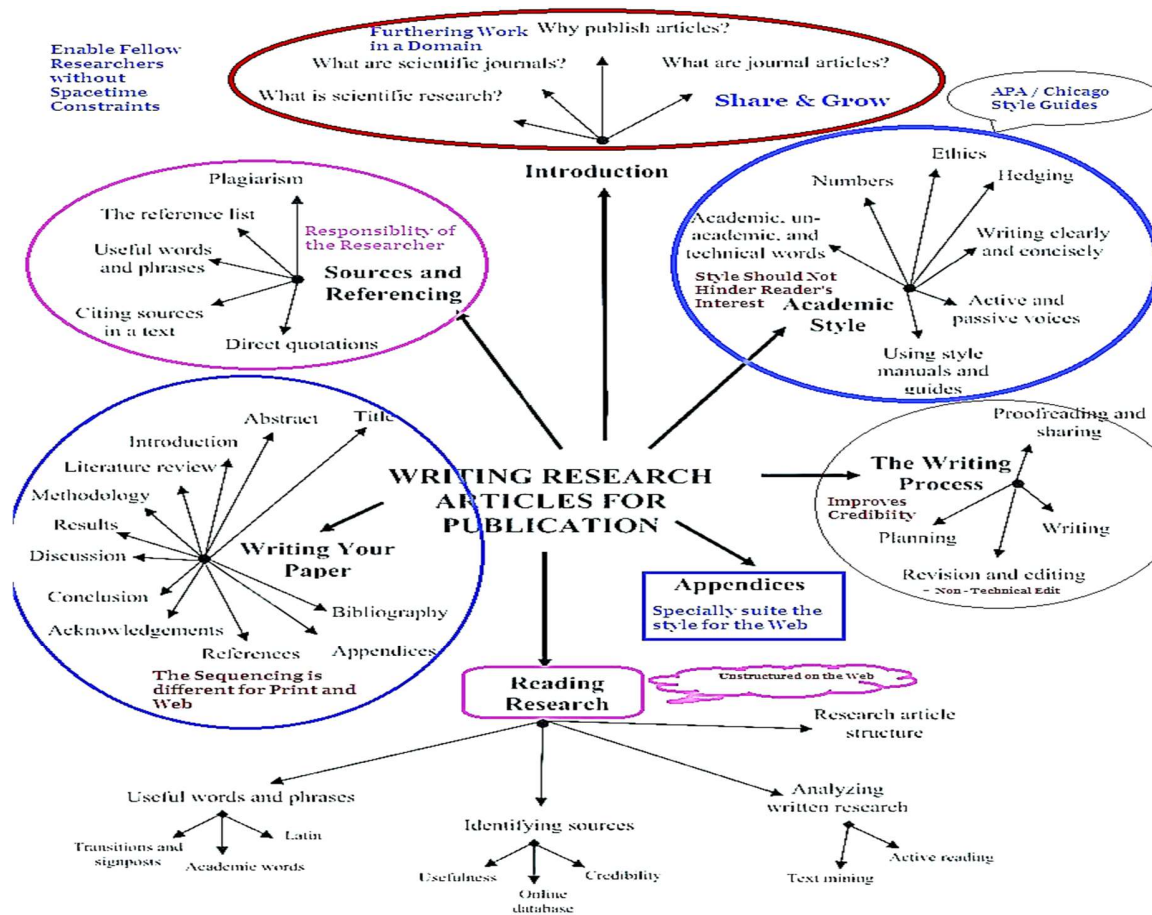 Enable Fellow
Researchers
without
Spacetime
Constraints
Furthering Work
in a Domain
Why publish articles?
What are scientific journals?
What are journal articles?
What is scientific research?
Share & Grow
Introduction
APA / Chicago
Style Guides
Plagiarism
The reference list
Useful words
and phrases
Citing sources
in a text
Direct quotations
Responsiblity of
the Researcher
Sources and
Referencing
Ethics
Numbers
Hedging
Academic, un-
academic, and
technical words
Writing clearly
and concisely
Style Should Not
Hinder Reader's
Interest
Academic
Style
Active and
passive voices
Using style
manuals and
guides
WRITING RESEARCH
ARTICLES FOR
PUBLICATION
Title
Abstract
Introduction
Literature review
Methodology
Results
Discussion
Conclusion
Acknowledgements
References
Appendices
Bibliography
Writing Your
Paper
The Sequencing is
different for Print and
Web
Proofreading and
sharing
The Writing
Process
Improves
Credibiity
Planning
Writing
Revision and editing
- Non - Technical Edit
Appendices
Specially suite the
style for the Web
Reading
Research
Unstructured on the Web
Research article
structure
Useful words and phrases
Transitions and
signposts
Academic words
Latin
Identifying sources
Usefulness
Online
database
Credibility
Analyzing
written research
Text mining
Active reading